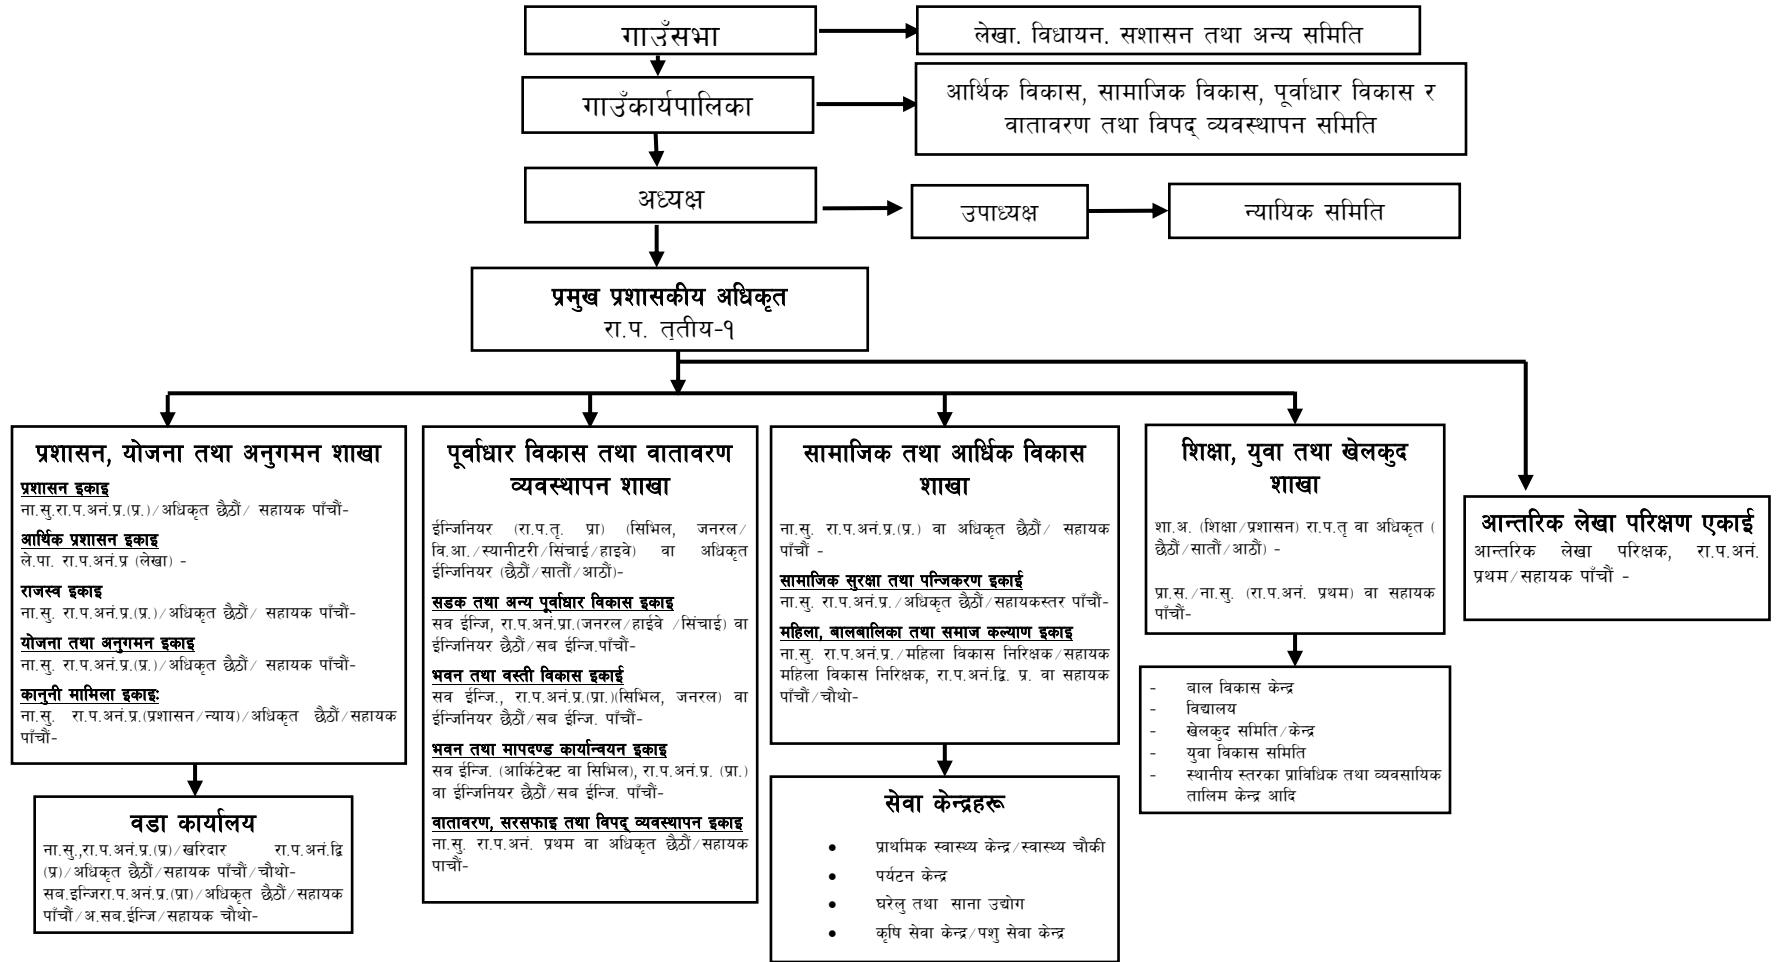 गाउँसभा
लेखा. विधायन. सशासन तथा अन्य समिति
गाउँकार्यपालिका
आर्थिक विकास, सामाजिक विकास, पूर्वाधार विकास र
वातावरण तथा विपद् व्यवस्थापन समिति
अध्यक्ष
उपाध्यक्ष
न्यायिक समिति
प्रमुख प्रशासकीय अधिकृत
रा.प. तृतीय-१
प्रशासन, योजना तथा अनुगमन शाखा
प्रशासन इकाइ
ना.सु.रा.प.अनं.प्र.(प्र.)/अधिकृत छैठौं/ सहायक पाँचौं-
आर्थिक प्रशासन इकाइ
ले.पा. रा.प.अनं.प्र (लेखा) -
राजस्व इकाइ
ना.सु. रा.प.अनं.प्र.(प्र.)/अधिकृत छैठौं/ सहायक पाँचौं-
योजना तथा अनुगमन इकाइ
ना.सु. रा.प.अनं.प्र.(प्र.)/अधिकृत छैठौं/ सहायक पाँचौं-
कानुनी मामिला इकाइः
ना.सु. रा.प.अनं.प्र.(प्रशासन/न्याय)/अधिकृत छैठौं/सहायक
पाँचौं-
वडा कार्यालय
ना.सु.,रा.प.अनं.प्र.(प्र)/खरिदार रा.प.अनं.द्वि
(प्र)/अधिकृत छैठौं/सहायक पाँचौं/चौथो-
सब.इन्जिरा.प.अनं.प्र.(प्रा)/अधिकृत छैठौं/सहायक
पाँचौं/अ.सब.ईन्जि/सहायक चौथो-
पूर्वाधार विकास तथा वातावरण
व्यवस्थापन शाखा
ईन्जिनियर (रा.प.तृ. प्रा) (सिभिल, जनरल/
वि.आ./स्यानीटरी/सिंचाई/हाइवे) वा अधिकृत
ईन्जिनियर (छैठौं/सातौं/आठौं)-
सडक तथा अन्य पूर्वाधार विकास इकाइ
सव ईन्जि, रा.प.अनं.प्रा.(जनरल/हाईवे /सिंचाई) वा
ईन्जिनियर छैठौं/सब ईन्जि.पाँचौं-
भवन तथा वस्ती विकास इकाई
सव ईन्जि., रा.प.अनं.प्र.(प्रा.)(सिभिल, जनरल) वा
ईन्जिनियर छैठौं/सब ईन्जि. पाँचौं-
भवन तथा मापदण्ड कार्यान्वयन इकाइ
सव ईन्जि. (आर्किटेक्ट वा सिभिल), रा.प.अनं.प्र. (प्रा.)
वा ईन्जिनियर छैठौं/सब ईन्जि. पाँचौं-
वातावरण, सरसफाइ तथा विपद् व्यवस्थापन इकाइ
ना.सु. रा.प.अनं. प्रथम वा अधिकृत छैठौं/सहायक
पाचौं-
सामाजिक तथा आर्थिक विकास
शाखा
ना.सु. रा.प.अनं.प्र.(प्र.) वा अधिकृत छैठौं/ सहायक
पाँचौं -
सामाजिक सुरक्षा तथा पन्जिकरण इकाई
ना.सु. रा.प.अनं.प्र./अधिकृत छैठौं/सहायकस्तर पाँचौं-
महिला, बालबालिका तथा समाज कल्याण इकाइ
ना.सु. रा.प.अनं.प्र./महिला विकास निरिक्षक/सहायक
महिला विकास निरिक्षक, रा.प.अनं.द्वि. प्र. वा सहायक
पाँचौं/चौथो-
सेवा केन्द्रहरू
• प्राथमिक स्वास्थ्य केन्द्र/स्वास्थ्य चौकी
• पर्यटन केन्द्र
• घरेलु तथा साना उद्योग
• कृषि सेवा केन्द्र/पशु सेवा केन्द्र
शिक्षा, युवा तथा खेलकुद
शाखा
शा.अ. (शिक्षा/प्रशासन) रा.प.तृ वा अधिकृत (
छैठौं/सातौं/आठौं) -
प्रा.स./ना.सु. (रा.प.अनं. प्रथम) वा सहायक
पाँचौं-
- बाल विकास केन्द्र
- विद्यालय
- खेलकुद समिति/केन्द्र
- युवा विकास समिति
- स्थानीय स्तरका प्राविधिक तथा व्यवसायिक
तालिम केन्द्र आदि
आन्तरिक लेखा परिक्षण एकाई
आन्तरिक लेखा परिक्षक, रा.प.अनं.
प्रथम/सहायक पाँचौं -